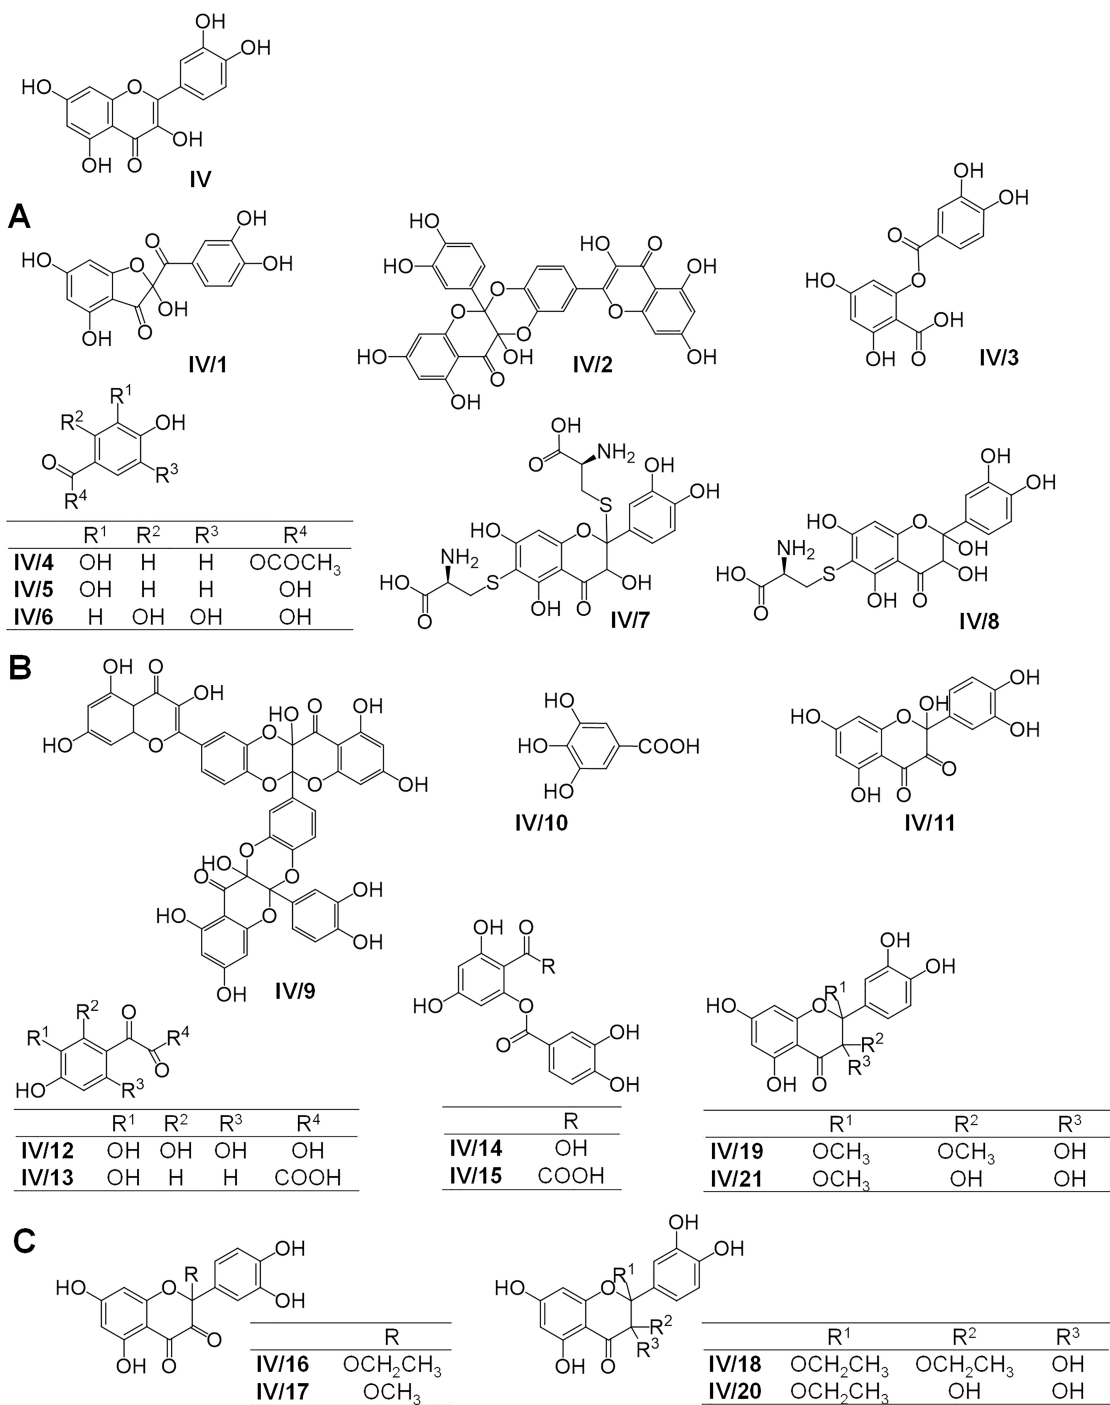 OH
OH
HO
O
OH
OH
O
IV
A
OH
O
HO
O
OH
OH
OH
O
IV/1
HO
HO
O
HO
O
OH
O
O
HO
O
OH
O
OH
OH
IV/2
OH
OH
O
O
HO
OH
OH
O
IV/3
R1
R2
OH
O
R3
R4
R1 R2 R3 R4
IV/4 OH H H OCOCH3
IV/5 OH H H OH
IV/6 H OH OH OH
OH
O
NH2
OH
OH
S
HO
O
NH2
HO
S
O
OH
OH
O
IV/7
OH
OH
HO
O
NH2
OH
HO
S
OH
O
OH
O
IV/8
B
OH
O
OH
HO
O
O
HO
O
OH
O
O
OH
O
HO
O
O
O
HO
OH
OH
OH
IV/9
HO
HO
COOH
HO
IV/10
OH
OH
O
HO
OH
O
OH
O
IV/11
R2
O
R1
R4
O
HO
R3
R1 R2 R3 R4
IV/12 OH OH OH OH
IV/13 OH H H COOH
OH
O
R
HO
O
O
OH
OH
R
IV/14 OH
IV/15 COOH
OH
OH
R1
HO
O
R2
R3
OH
O
R1 R2 R3
IV/19 OCH3 OCH3 OH
IV/21 OCH3 OH OH
C
OH
R
HO
O
OH
O
OH
O
R
IV/16 OCH2CH3
IV/17 OCH3
OH
OH
R1
HO
O
R2
R3
OH
O
R1 R2 R3
IV/18 OCH2CH3 OCH2CH3 OH
IV/20 OCH2CH3 OH OH